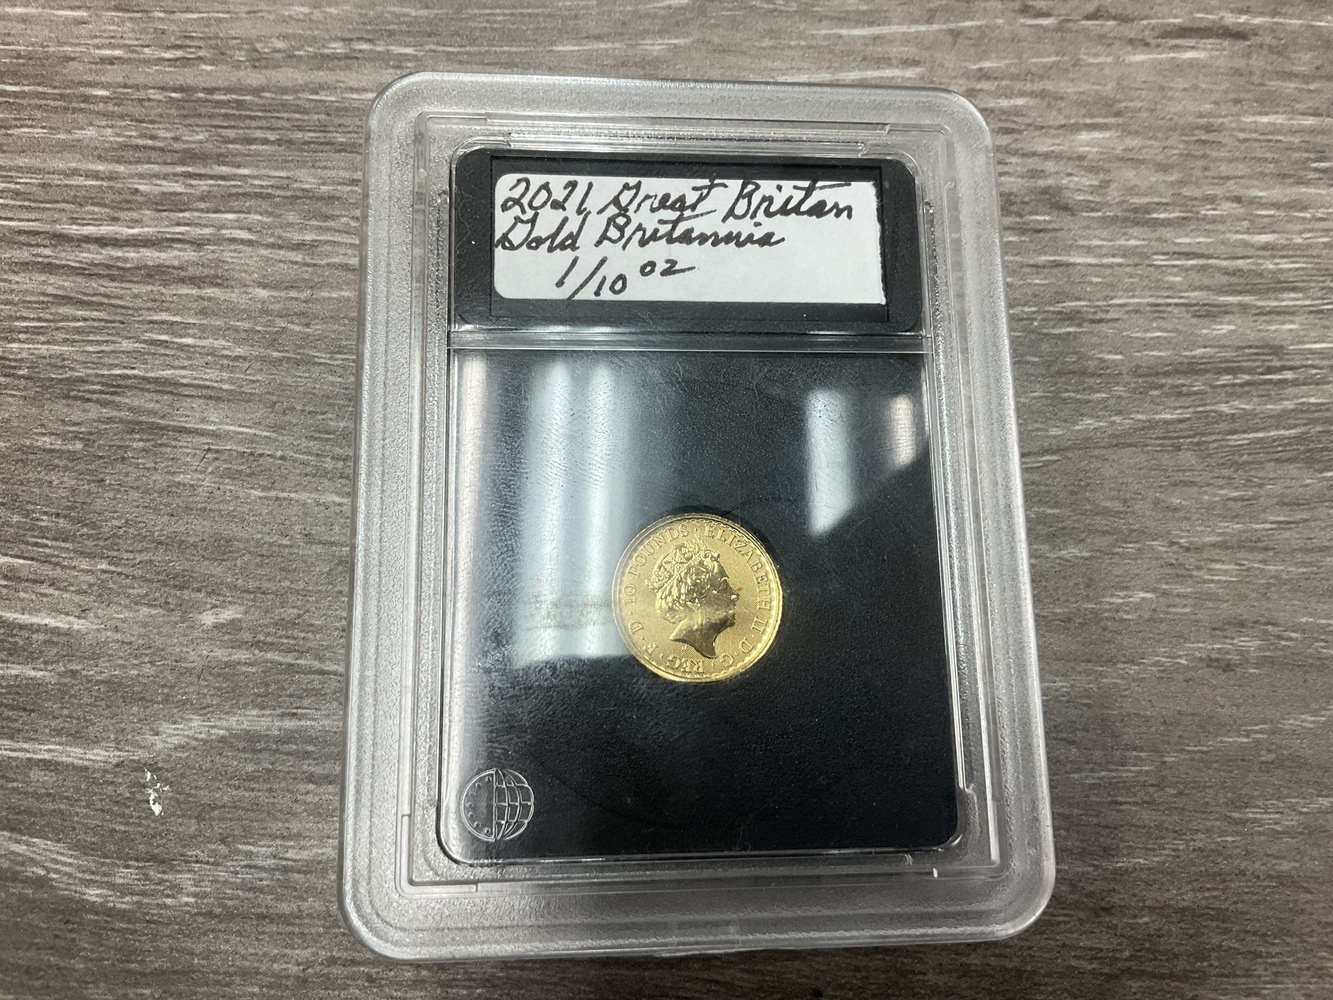 2021 Great Britan
Gold Britannia
1/10 oz
ELIZABETH II · D · G · REG · F · D · 10 POUNDS ·